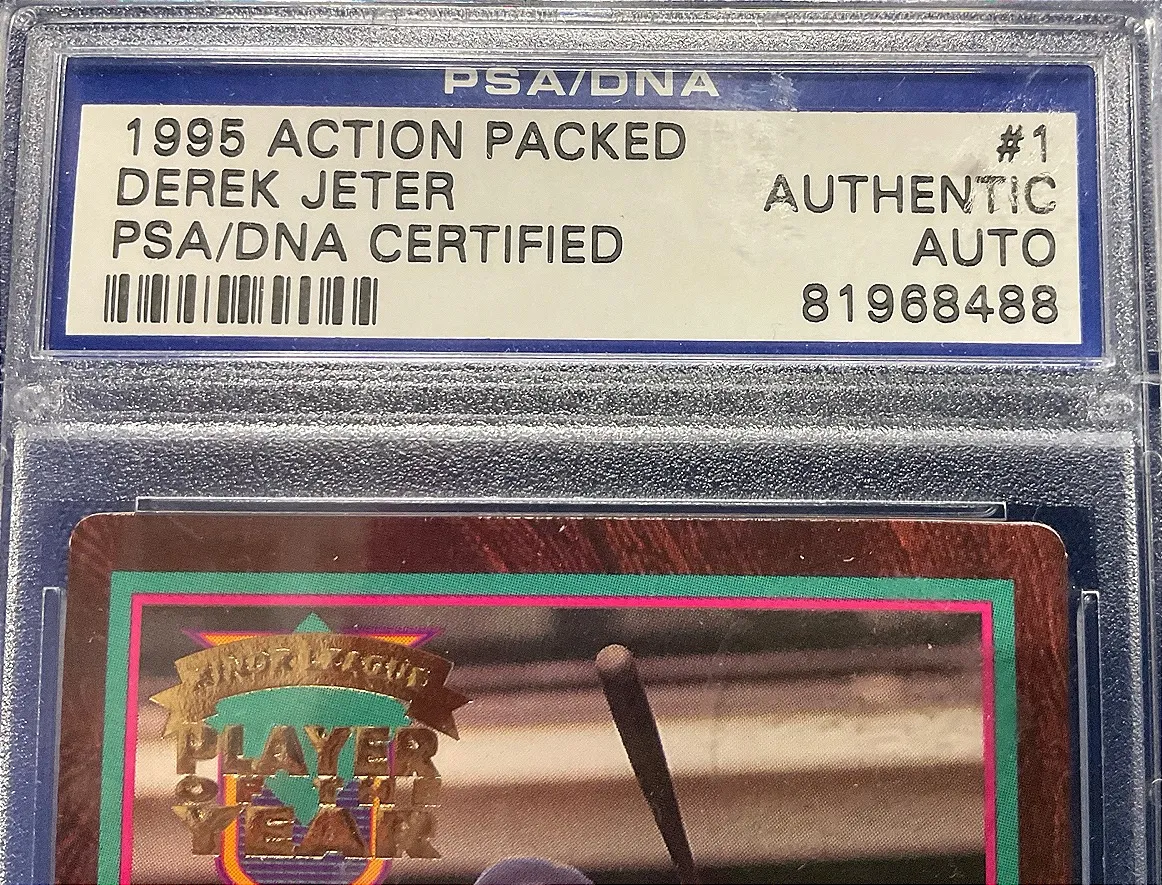 PSA/DNA
1995 ACTION PACKED #1
DEREK JETER AUTHENTIC
PSA/DNA CERTIFIED AUTO
81968488
MINOR LEAGUE
PLAYER
OF THE
YEAR